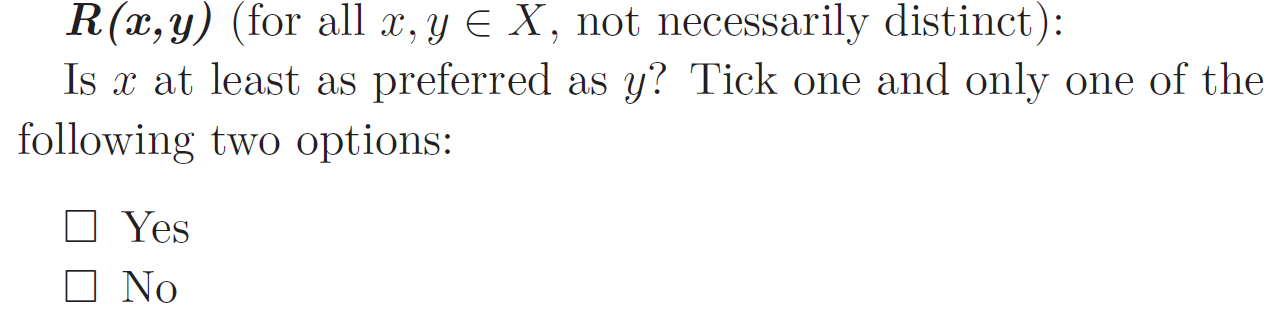 R(x,y) (for all x, y ∈ X, not necessarily distinct):
Is x at least as preferred as y? Tick one and only one of the
following two options:
☐ Yes
☐ No